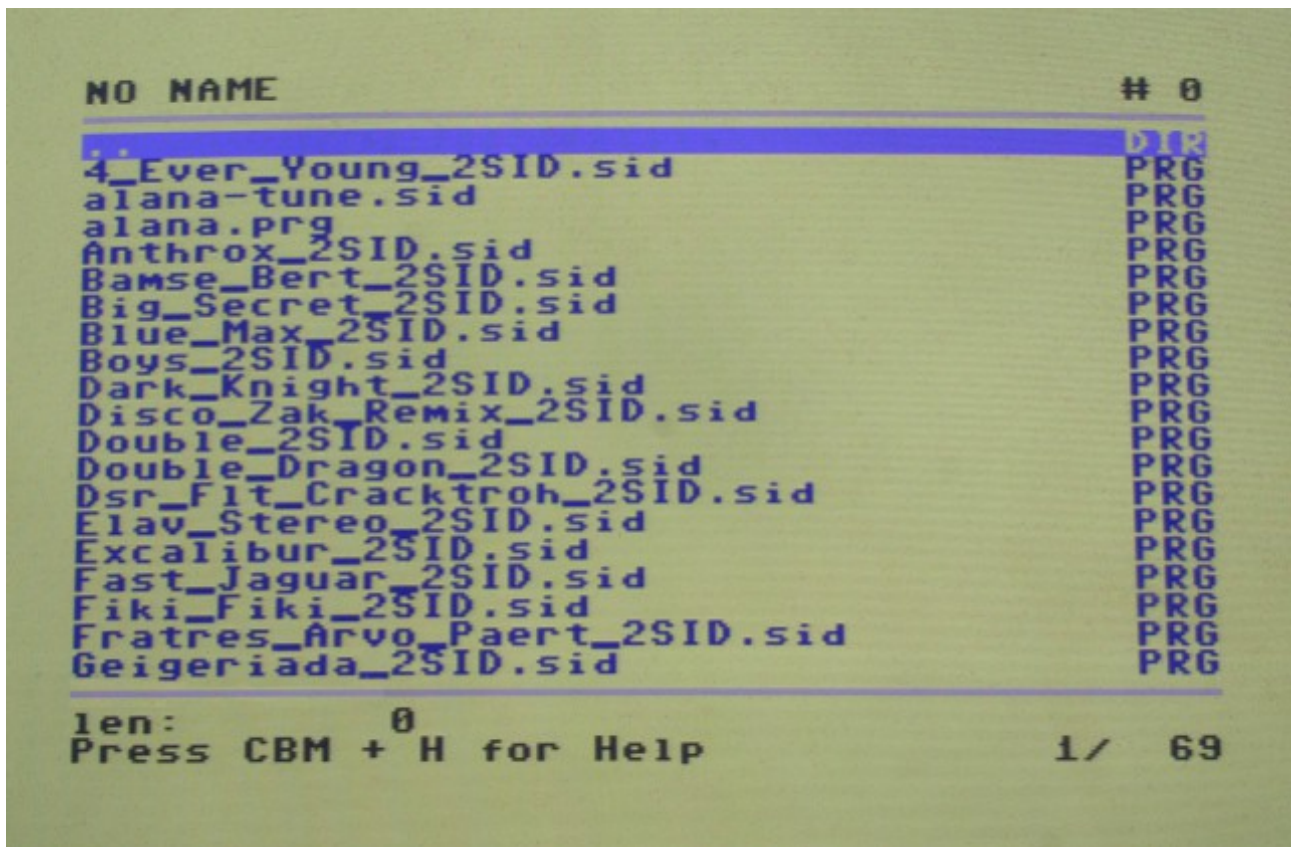 NO NAME # 0
.. DIR
4_Ever_Young_2SID.sid PRG
alana-tune.sid PRG
alana.prg PRG
Anthrox_2SID.sid PRG
Bamse_Bert_2SID.sid PRG
Big_Secret_2SID.sid PRG
Blue_Max_2SID.sid PRG
Boys_2SID.sid PRG
Dark_Knight_2SID.sid PRG
Disco_Zak_Remix_2SID.sid PRG
Double_2SID.sid PRG
Double_Dragon_2SID.sid PRG
Dsr_Flt_Cracktroh_2SID.sid PRG
Elav_Stereo_2SID.sid PRG
Excalibur_2SID.sid PRG
Fast_Jaguar_2SID.sid PRG
Fiki_Fiki_2SID.sid PRG
Fratres_Arvo_Paert_2SID.sid PRG
Geigeriada_2SID.sid PRG
len: 0
Press CBM + H for Help 1/ 69